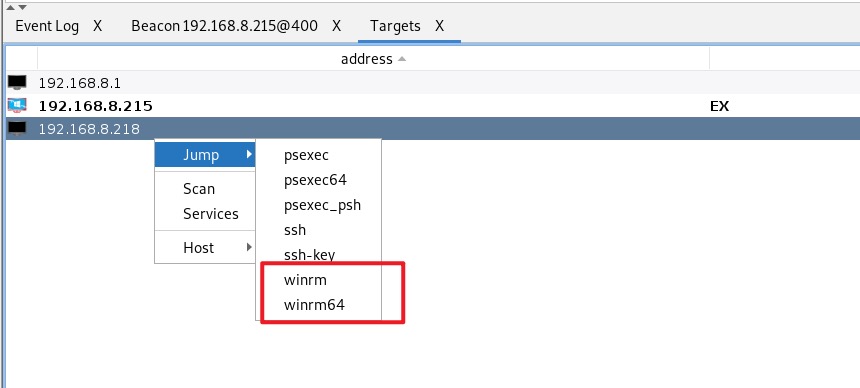 Event Log X Beacon 192.168.8.215@400 X Targets X
address
192.168.8.1
192.168.8.215 EX
192.168.8.218
Jump
Scan
Services
Host
psexec
psexec64
psexec_psh
ssh
ssh-key
winrm
winrm64